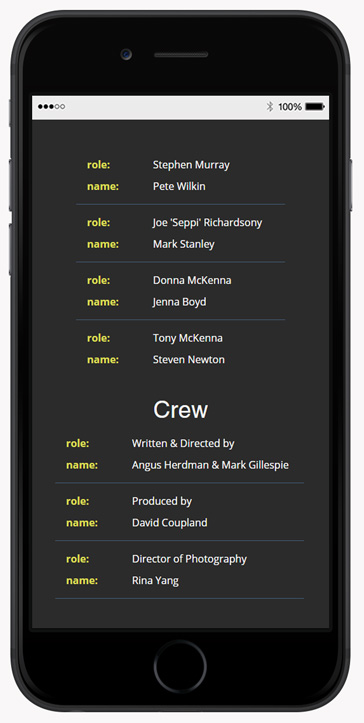 100%
role: Stephen Murray
name: Pete Wilkin
role: Joe 'Seppi' Richardsony
name: Mark Stanley
role: Donna McKenna
name: Jenna Boyd
role: Tony McKenna
name: Steven Newton
Crew
role: Written & Directed by
name: Angus Herdman & Mark Gillespie
role: Produced by
name: David Coupland
role: Director of Photography
name: Rina Yang